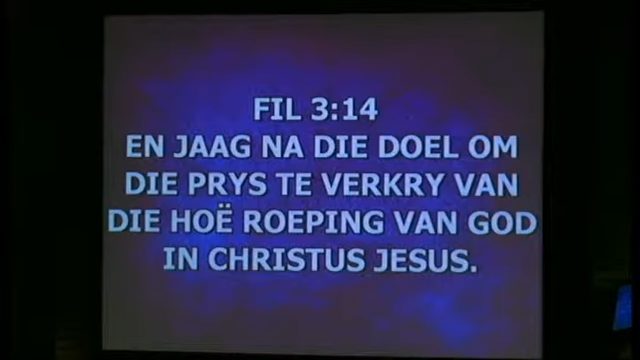 FIL 3:14
EN JAAG NA DIE DOEL OM
DIE PRYS TE VERKRY VAN
DIE HOË ROEPING VAN GOD
IN CHRISTUS JESUS.